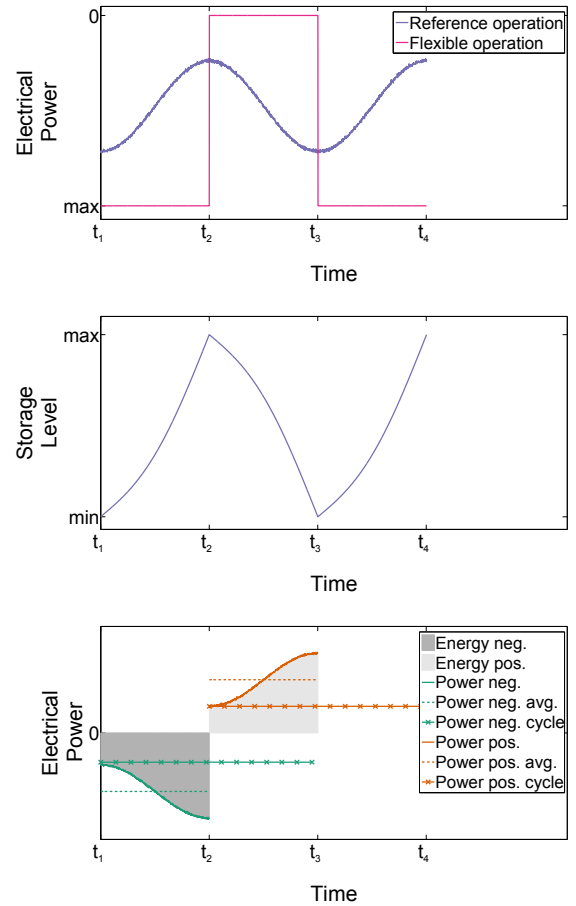 0
Reference operation
Flexible operation
Electrical
Power
max
t1 t2 t3 t4
Time
max
Storage
Level
min
t1 t2 t3 t4
Time
Energy neg.
Energy pos.
Power neg.
Power neg. avg.
Power neg. cycle
Power pos.
Power pos. avg.
Power pos. cycle
0
Electrical
Power
t1 t2 t3 t4
Time